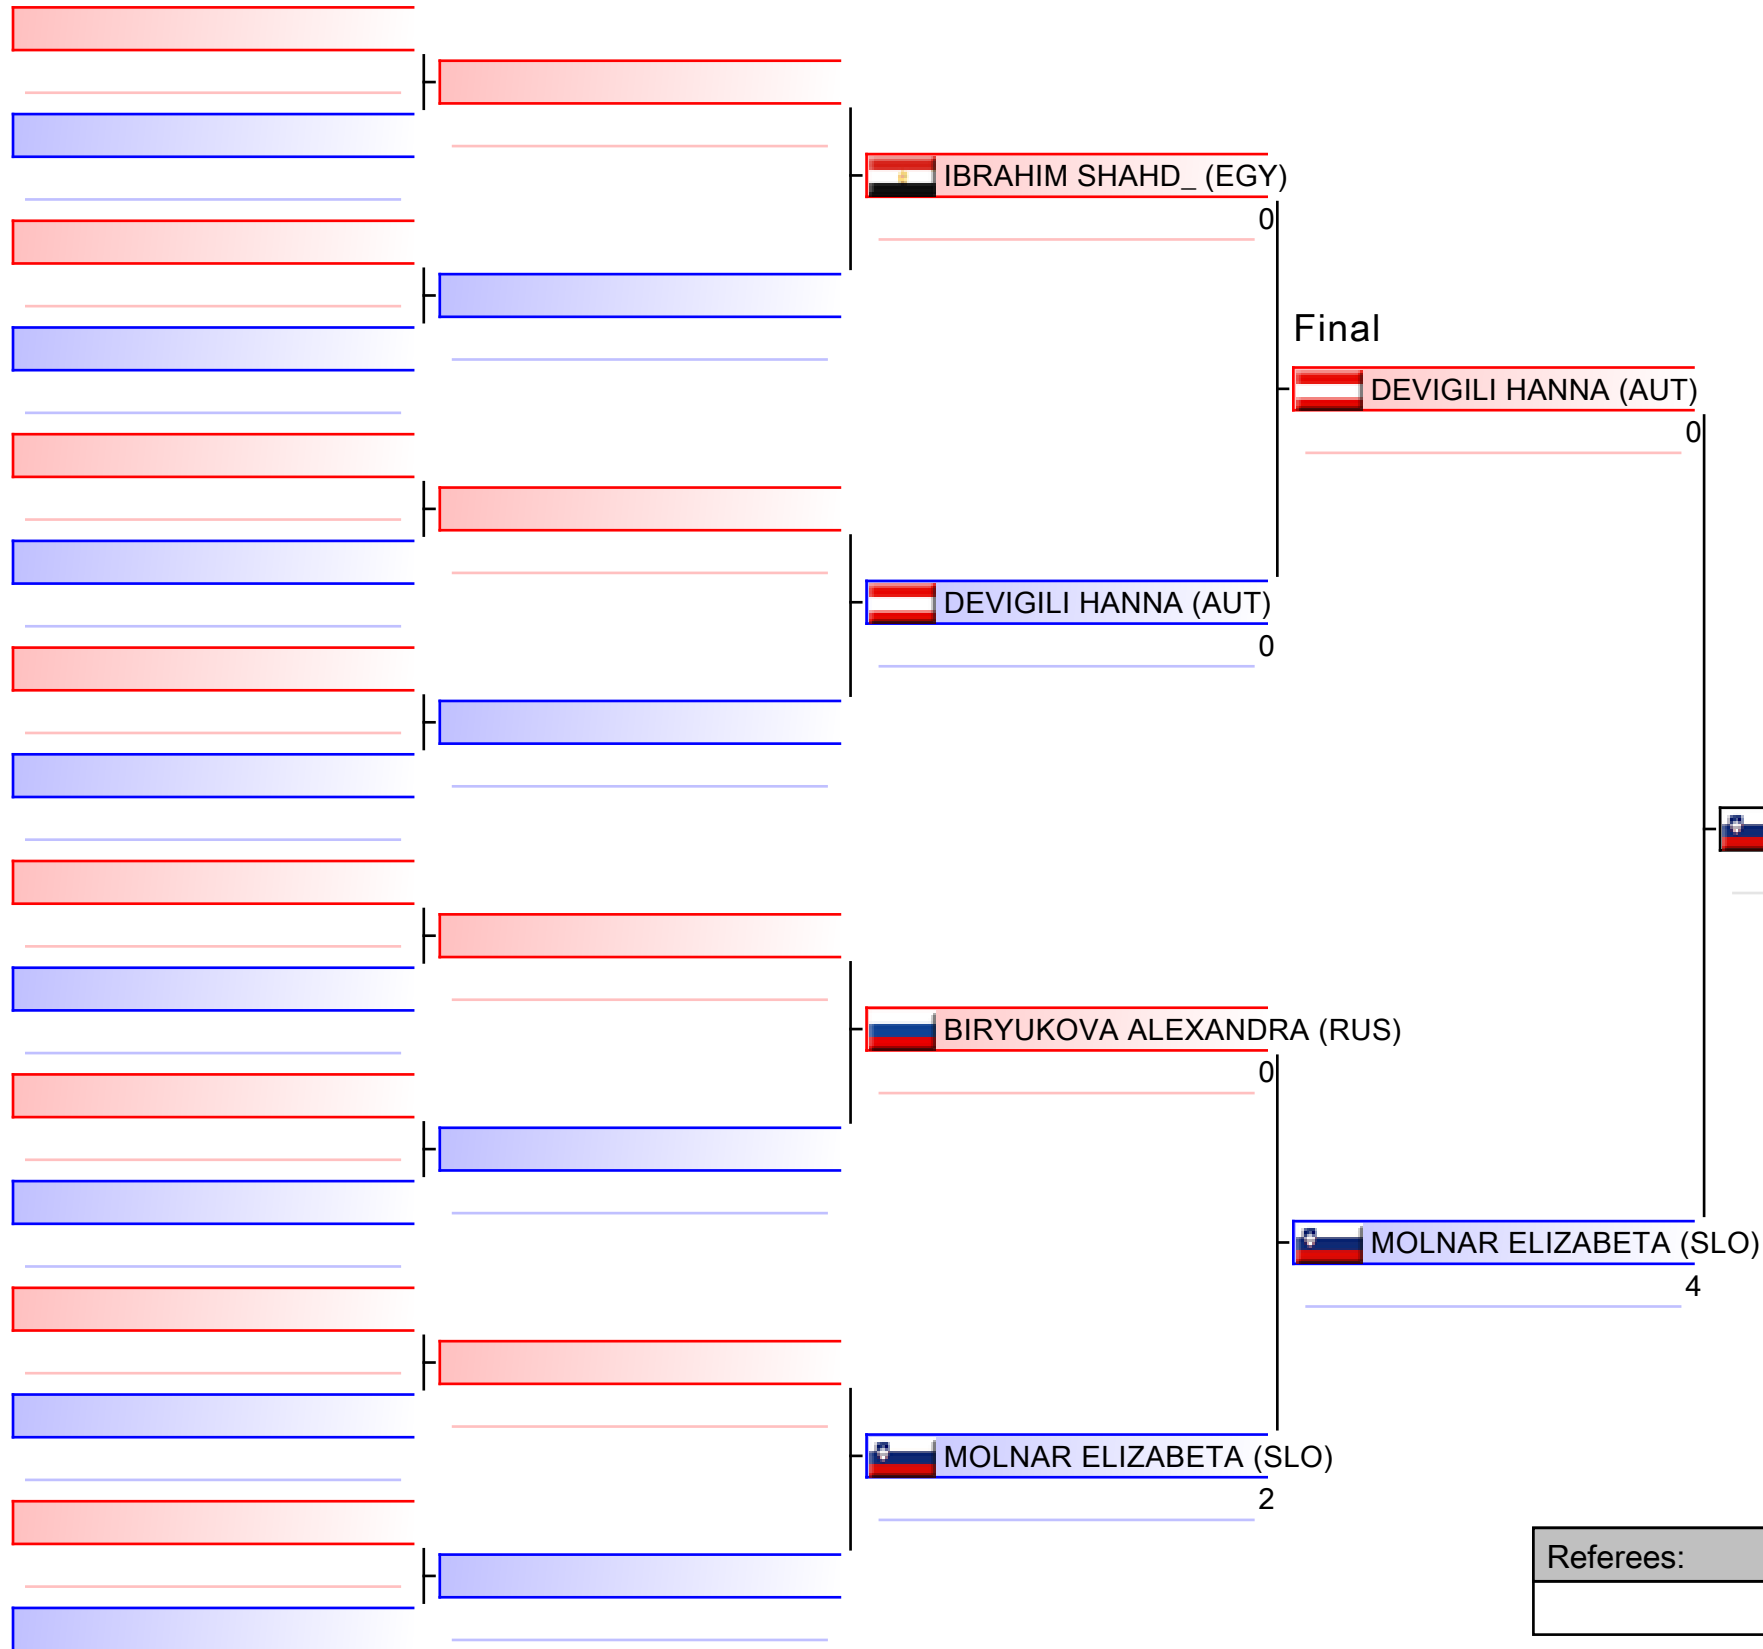 IBRAHIM SHAHD_ (EGY)
0
Final
DEVIGILI HANNA (AUT)
0
DEVIGILI HANNA (AUT)
0
BIRYUKOVA ALEXANDRA (RUS)
0
MOLNAR ELIZABETA (SLO)
4
MOLNAR ELIZABETA (SLO)
2
Referees: